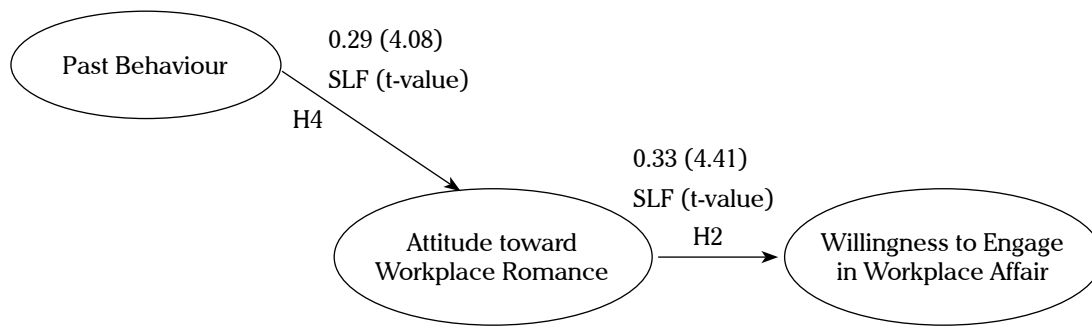 0.29 (4.08)
SLF (t-value)
Past Behaviour
H4
0.33 (4.41)
SLF (t-value)
H2
Attitude toward
Workplace Romance
Willingness to Engage
in Workplace Affair